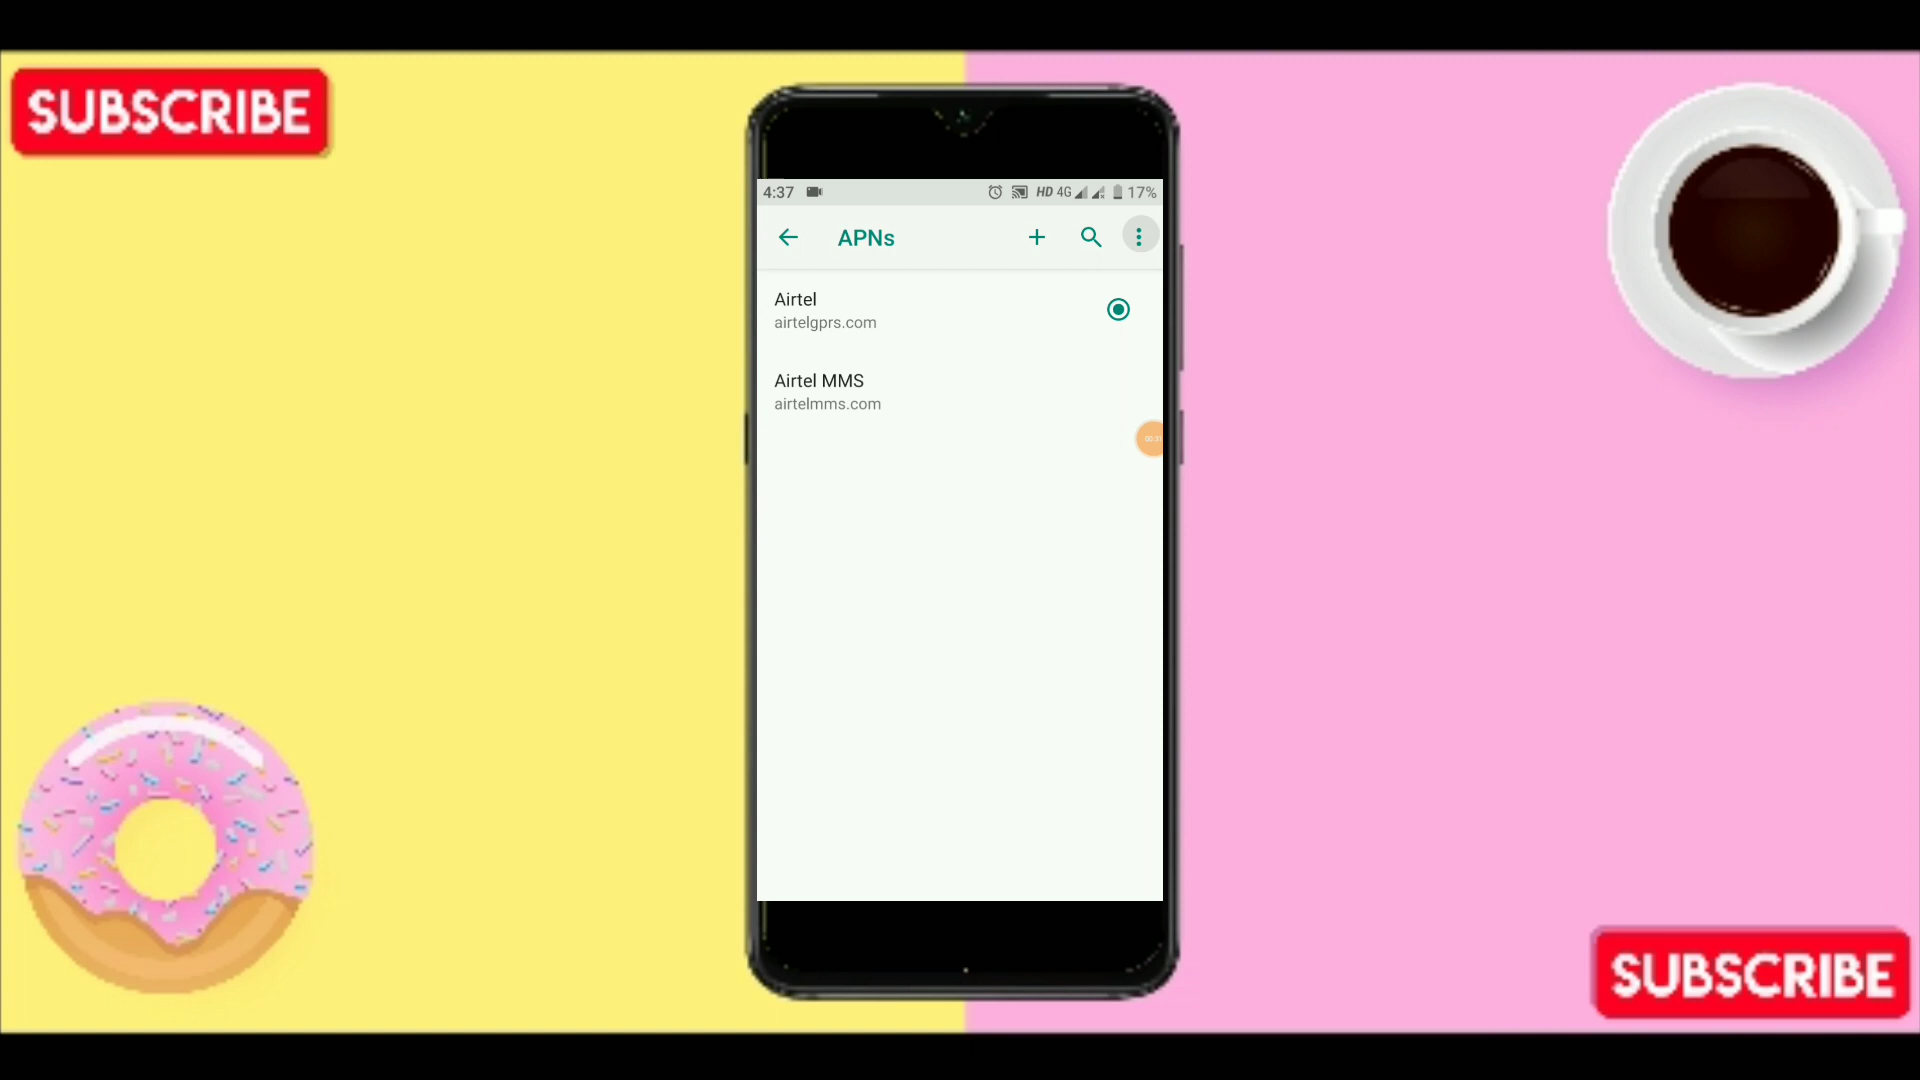 SUBSCRIBE
4:37 HD 4G 17%
APNs
Airtel
airtelgprs.com
Airtel MMS
airtelmms.com
SUBSCRIBE